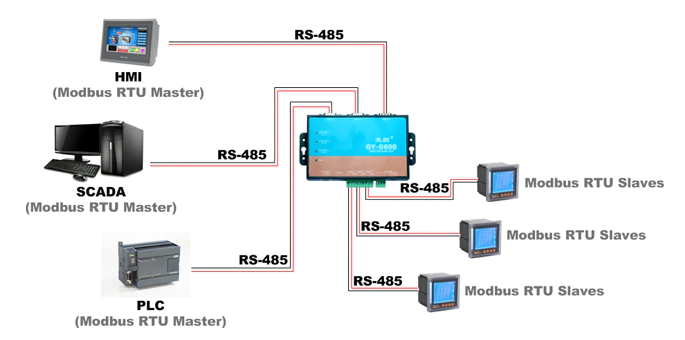 RS-485
HMI
(Modbus RTU Master)
RS-485
SCADA
(Modbus RTU Master)
RS-485
PLC
(Modbus RTU Master)
GY-G600
RS-485
Modbus RTU Slaves
RS-485
Modbus RTU Slaves
RS-485
Modbus RTU Slaves